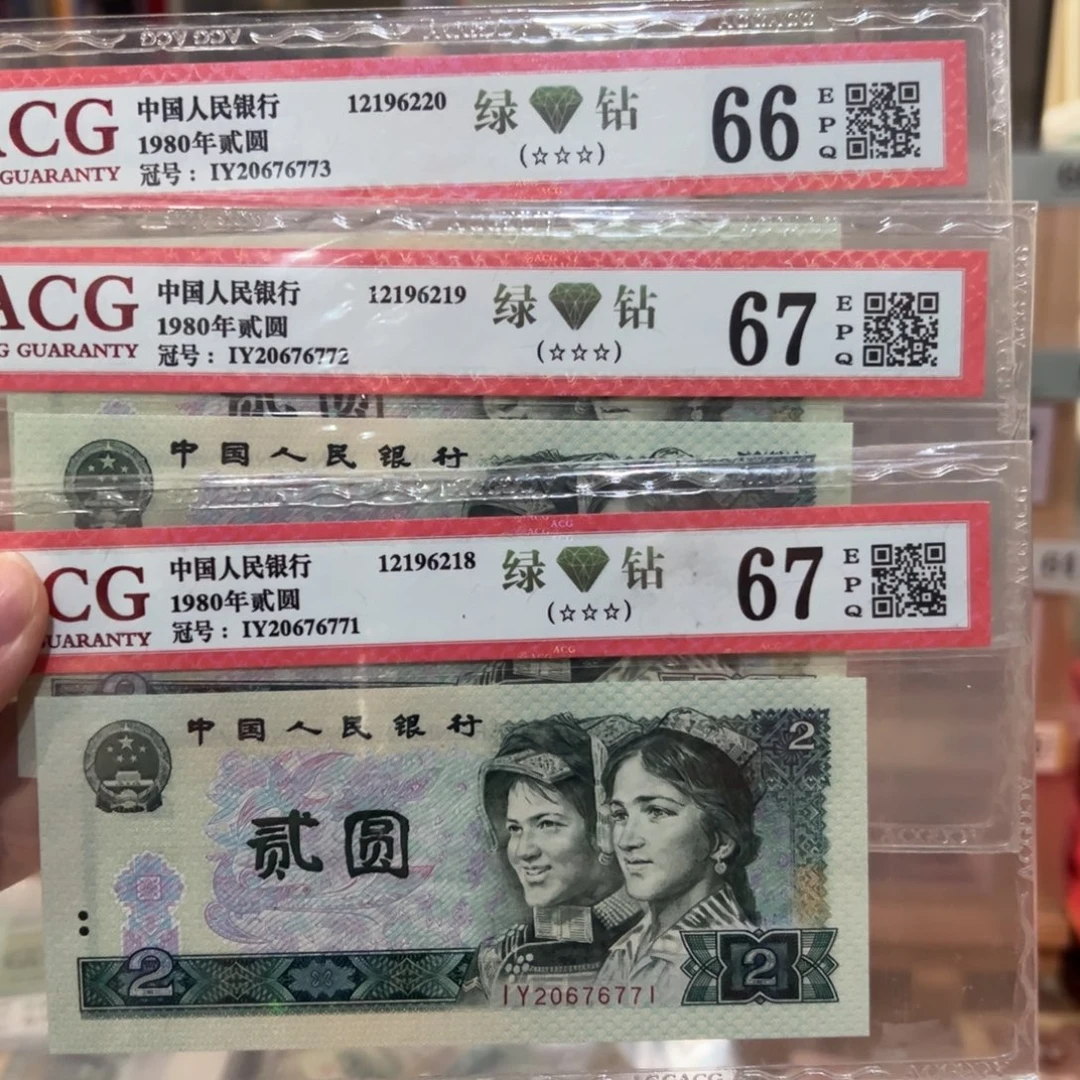 ACG ACG
ACG
中国人民银行
1980年贰圆
冠号：IY20676773
GUARANTY
12196220
绿 钻
(☆☆☆)
66
EPQ
ACG
中国人民银行
1980年贰圆
冠号：IY20676772
GUARANTY
12196219
绿 钻
(☆☆☆)
67
EPQ
中国人民银行
CG
中国人民银行
1980年贰圆
冠号：IY20676771
GUARANTY
12196218
绿 钻
(☆☆☆)
67
EPQ
中国人民银行
2
贰圆
2
2
IY20676771